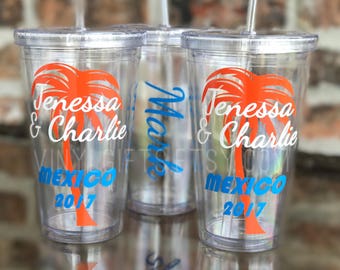 Jenessa
& Charlie
MEXICO
2017
Mark
Jenessa
& Charlie
MEXICO
2017